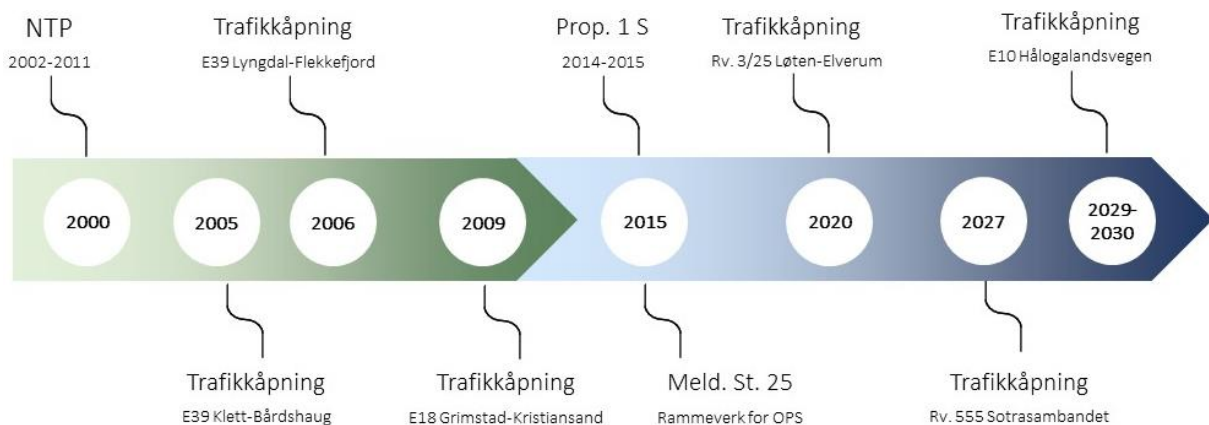 NTP
2002-2011
Trafikkåpning
E39 Lyngdal-Flekkefjord
Prop. 1 S
2014-2015
Trafikkåpning
Rv. 3/25 Løten-Elverum
Trafikkåpning
E10 Hålogalandsvegen
2000
2005
2006
2009
2015
2020
2027
2029-
2030
Trafikkåpning
E39 Klett-Bårdshaug
Trafikkåpning
E18 Grimstad-Kristiansand
Meld. St. 25
Rammeverk for OPS
Trafikkåpning
Rv. 555 Sotrasambandet